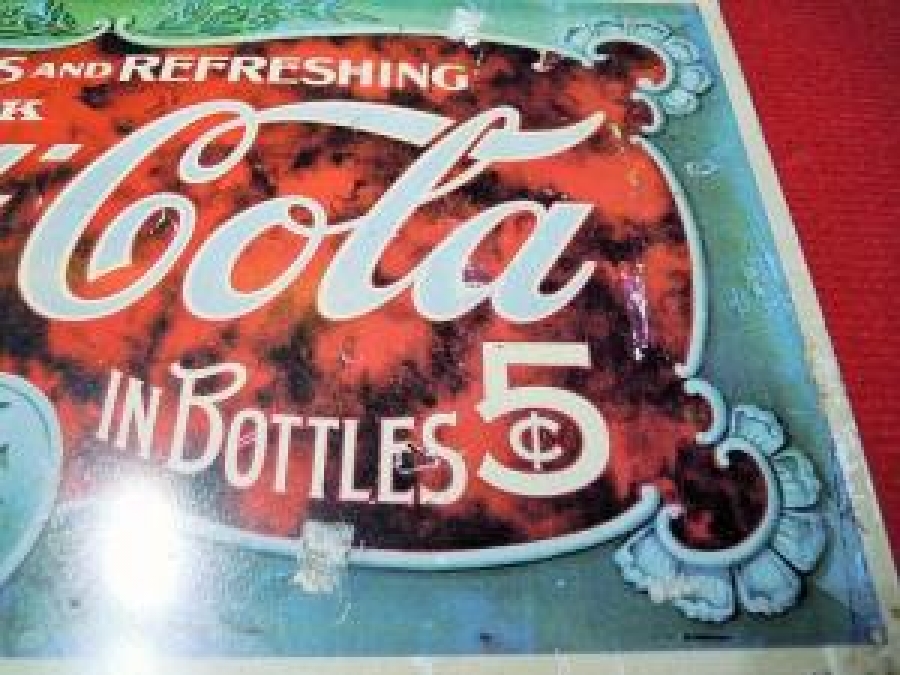 S AND REFRESHING
K
Cola
IN BOTTLES 5¢